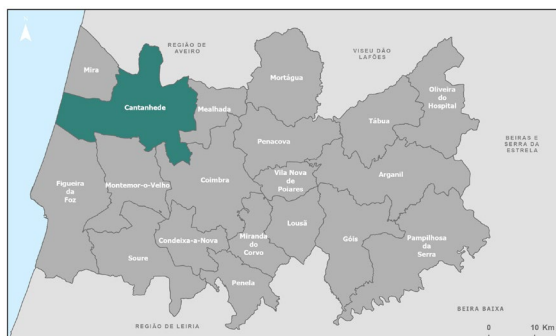 REGIÃO DE
AVEIRO
VISEU DÃO
LAFÕES
Mira
Mortágua
Oliveira
do
Hospital
Cantanhede
Mealhada
Tábua
BEIRAS E
SERRA DA
ESTRELA
Penacova
Figueira
da
Foz
Montemor-o-Velho
Coimbra
Vila Nova
de
Poiares
Arganil
Lousã
Miranda
do
Corvo
Condeixa-a-Nova
Góis
Pampilhosa
da
Serra
Soure
Penela
BEIRA BAIXA
REGIÃO DE LEIRIA
0 10 Km